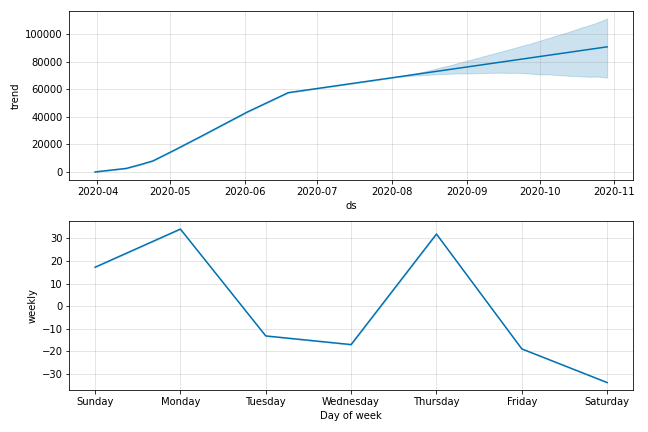 100000
80000
60000
40000
20000
0
trend
2020-04 2020-05 2020-06 2020-07 2020-08 2020-09 2020-10 2020-11
ds
30
20
10
0
−10
−20
−30
weekly
Sunday Monday Tuesday Wednesday Thursday Friday Saturday
Day of week